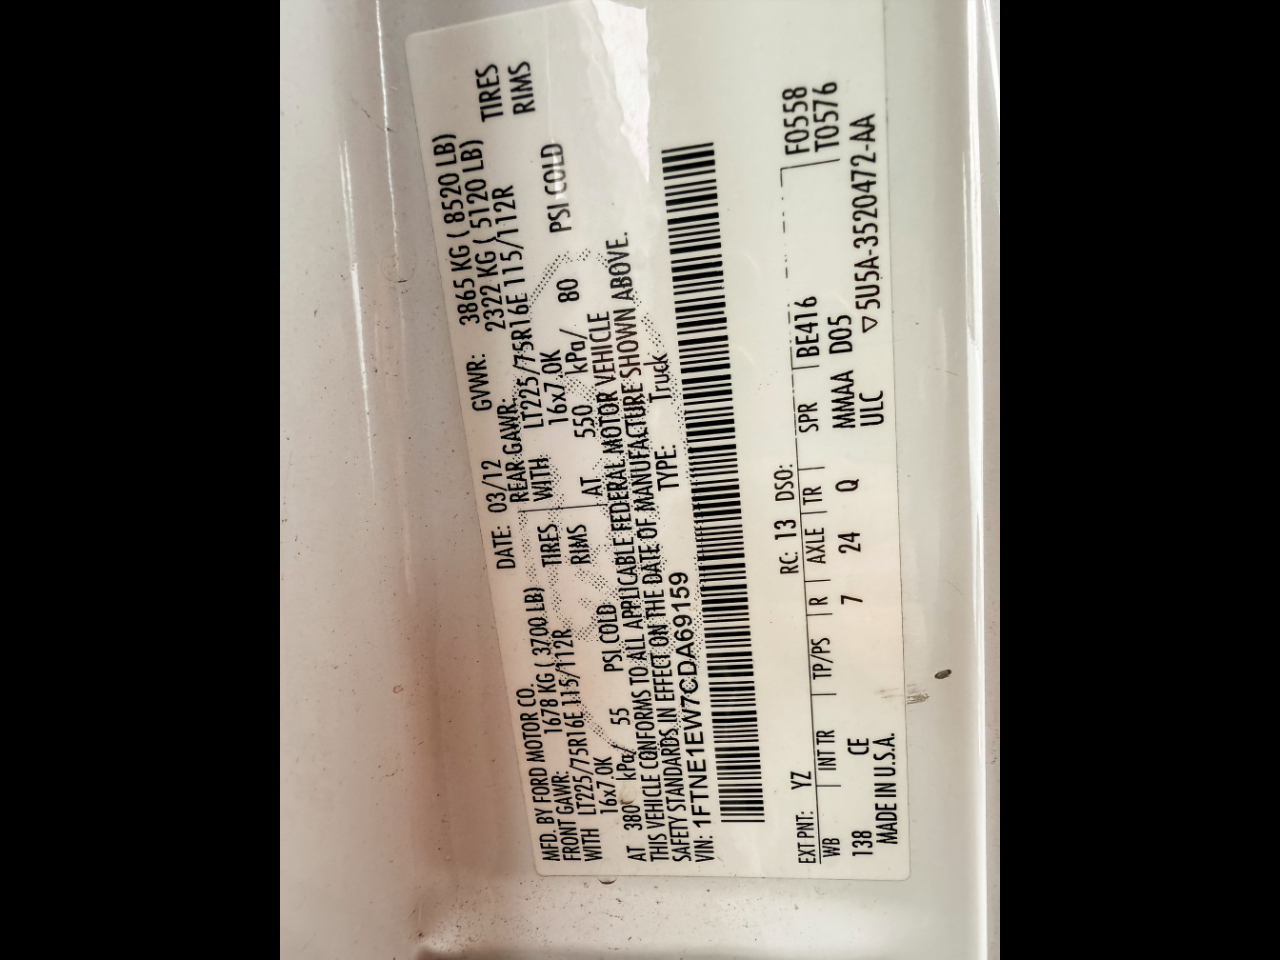 MFD. BY FORD MOTOR CO.
DATE: 03/12 GVWR: 3865 KG ( 8520 LB)
FRONT GAWR: 1678 KG ( 3700 LB) REAR GAWR: 2322 KG ( 5120 LB)
WITH LT225/75R16E 115/112R TIRES WITH LT225/75R16E 115/112R TIRES
16x7.0K RIMS 16x7.0K RIMS
AT 380 kPa/ 55 PSI COLD AT 550 kPa/ 80 PSI COLD
THIS VEHICLE CONFORMS TO ALL APPLICABLE FEDERAL MOTOR VEHICLE
SAFETY STANDARDS IN EFFECT ON THE DATE OF MANUFACTURE SHOWN ABOVE.
VIN: 1FTNE1EW7CDA69159 TYPE: Truck
EXT PNT: YZ RC: 13 DSO: F0558
WB INT TR TP/PS R AXLE TR SPR BE416 T0576
138 CE 7 24 Q MMAA D05
MADE IN U.S.A. ULC ▽5U5A-3520472-AA